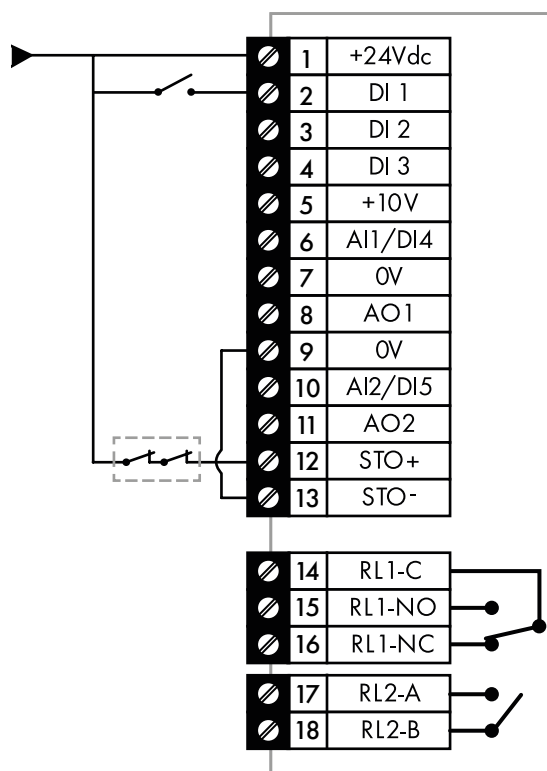 1 +24Vdc
2 DI 1
3 DI 2
4 DI 3
5 +10V
6 AI1/DI4
7 0V
8 AO1
9 0V
10 AI2/DI5
11 AO2
12 STO+
13 STO-
14 RL1-C
15 RL1-NO
16 RL1-NC
17 RL2-A
18 RL2-B